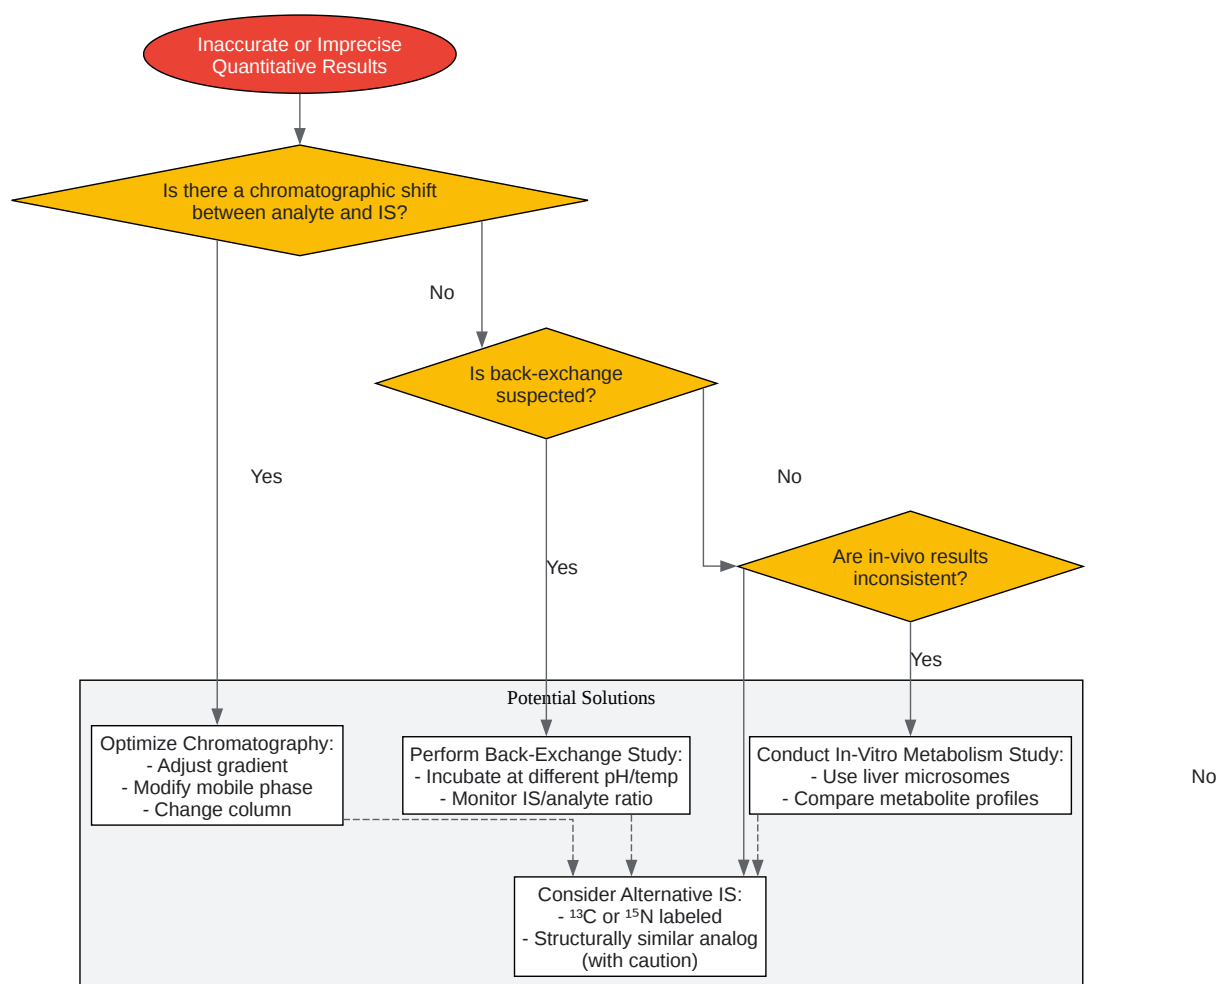 Inaccurate or Imprecise
Quantitative Results
Is there a chromatographic shift
between analyte and IS?
No
Is back-exchange
suspected?
Yes
No
Are in-vivo results
inconsistent?
Yes
Yes
Potential Solutions
Optimize Chromatography:
- Adjust gradient
- Modify mobile phase
- Change column
Perform Back-Exchange Study:
- Incubate at different pH/temp
- Monitor IS/analyte ratio
Conduct In-Vitro Metabolism Study:
- Use liver microsomes
- Compare metabolite profiles
No
Consider Alternative IS:
- ¹³C or ¹⁵N labeled
- Structurally similar analog
(with caution)